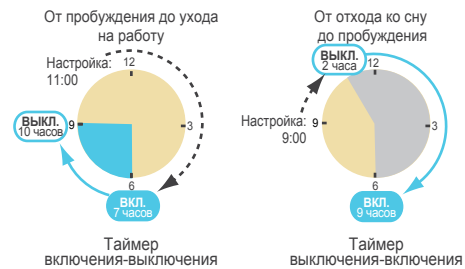 От пробуждения до ухода
на работу
Настройка:
11:00
12
3
6
9
ВЫКЛ.
10 часов
ВКЛ.
7 часов
Таймер
включения-выключения
От отхода ко сну
до пробуждения
ВЫКЛ.
2 часа
12
Настройка:
9:00
9
3
6
ВКЛ.
9 часов
Таймер
выключения-включения